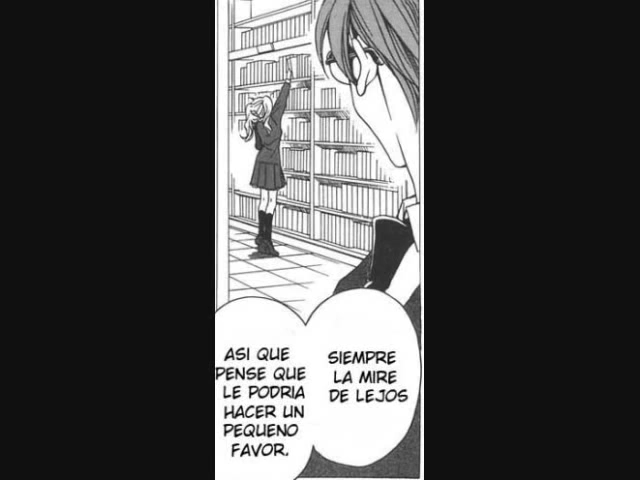 SIEMPRE
LA MIRE
DE LEJOS
ASI QUE
PENSE QUE
LE PODRIA
HACER UN
PEQUENO
FAVOR.